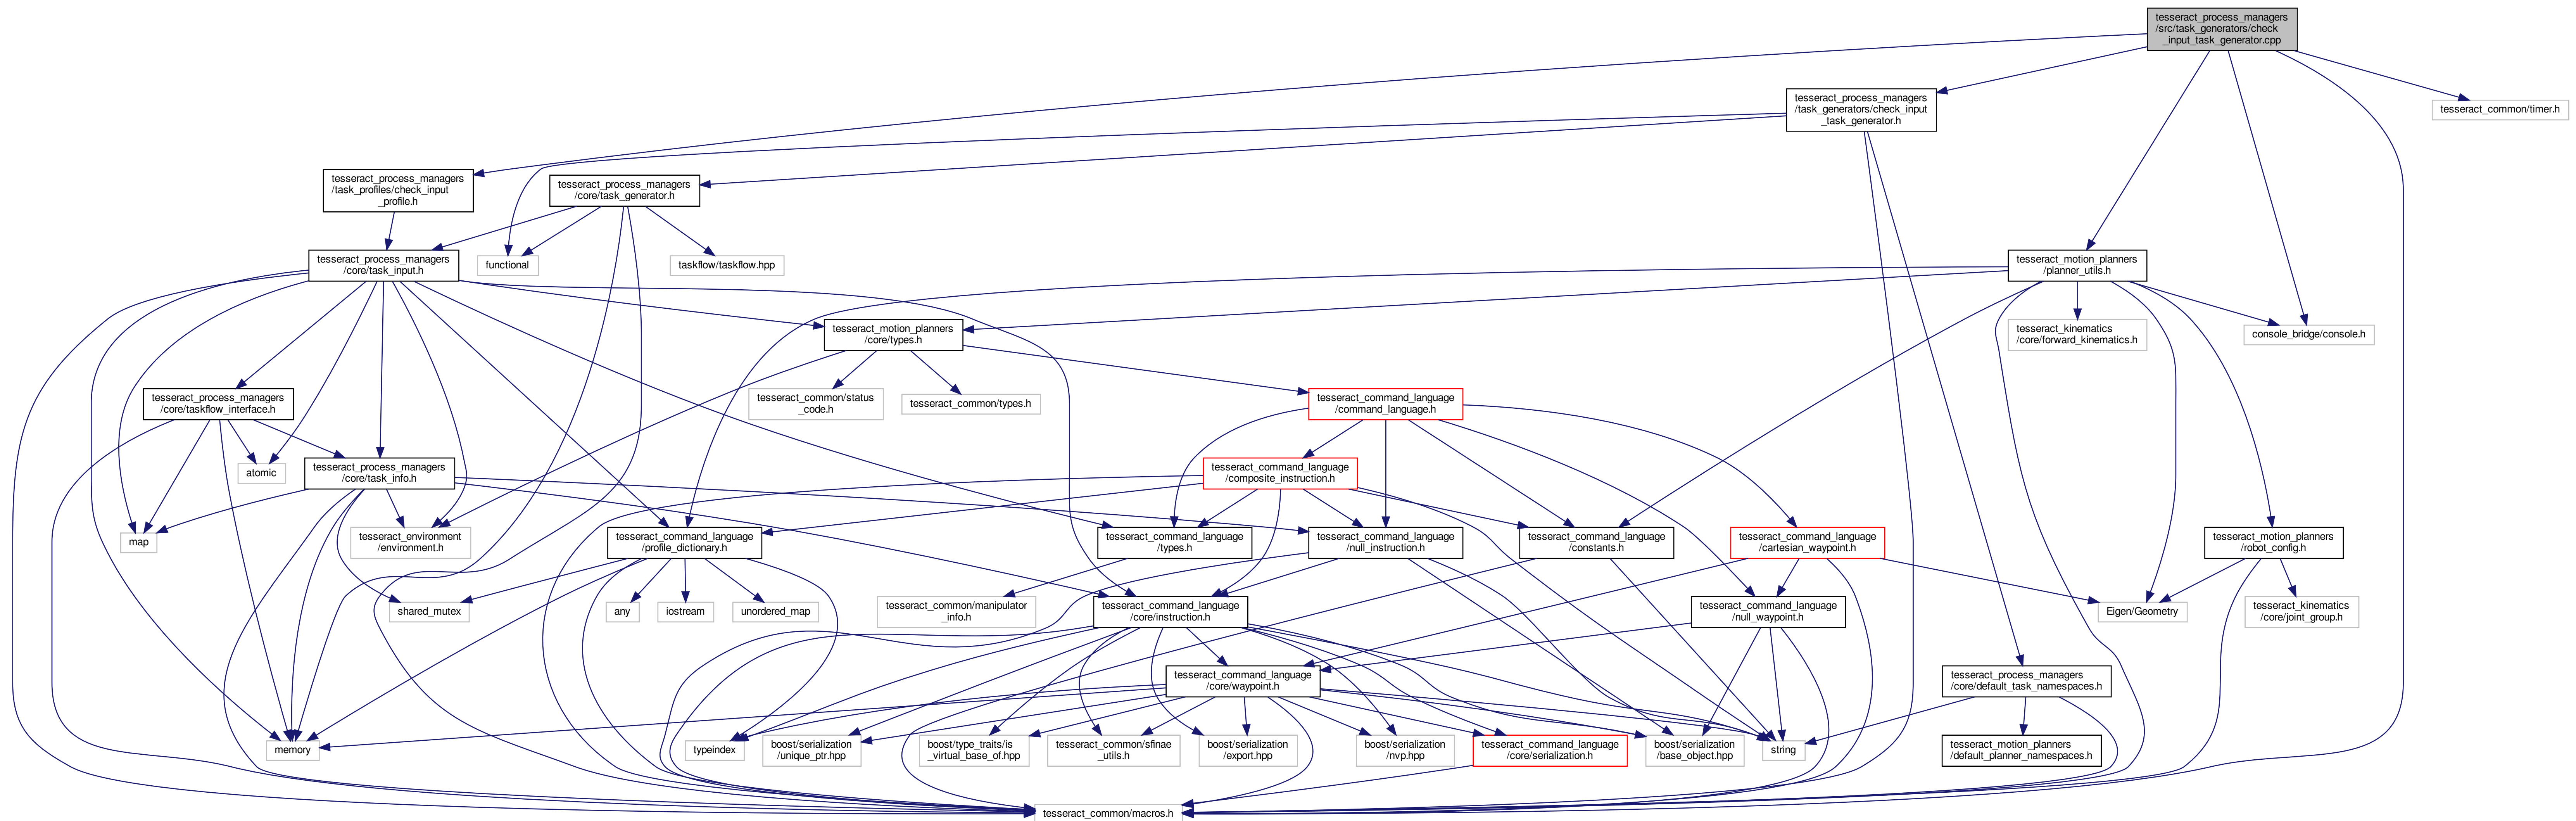 tesseract_process_managers
/src/task_generators/check
_input_task_generator.cpp
tesseract_process_managers
/task_generators/check_input
_task_generator.h
tesseract_common/timer.h
tesseract_process_managers
/task_profiles/check_input
_profile.h
tesseract_process_managers
/core/task_generator.h
tesseract_process_managers
/core/task_input.h
functional
taskflow/taskflow.hpp
tesseract_motion_planners
/planner_utils.h
tesseract_motion_planners
/core/types.h
tesseract_kinematics
/core/forward_kinematics.h
console_bridge/console.h
tesseract_process_managers
/core/taskflow_interface.h
tesseract_common/status
_code.h
tesseract_common/types.h
tesseract_command_language
/command_language.h
atomic
tesseract_process_managers
/core/task_info.h
tesseract_command_language
/composite_instruction.h
map
tesseract_environment
/environment.h
tesseract_command_language
/profile_dictionary.h
tesseract_command_language
/types.h
tesseract_command_language
/null_instruction.h
tesseract_command_language
/constants.h
tesseract_command_language
/cartesian_waypoint.h
tesseract_motion_planners
/robot_config.h
shared_mutex
any
iostream
unordered_map
tesseract_common/manipulator
_info.h
tesseract_command_language
/core/instruction.h
tesseract_command_language
/null_waypoint.h
Eigen/Geometry
tesseract_kinematics
/core/joint_group.h
tesseract_command_language
/core/waypoint.h
tesseract_process_managers
/core/default_task_namespaces.h
memory
typeindex
boost/serialization
/unique_ptr.hpp
boost/type_traits/is
_virtual_base_of.hpp
tesseract_common/sfinae
_utils.h
boost/serialization
/export.hpp
boost/serialization
/nvp.hpp
tesseract_command_language
/core/serialization.h
boost/serialization
/base_object.hpp
string
tesseract_motion_planners
/default_planner_namespaces.h
tesseract_common/macros.h